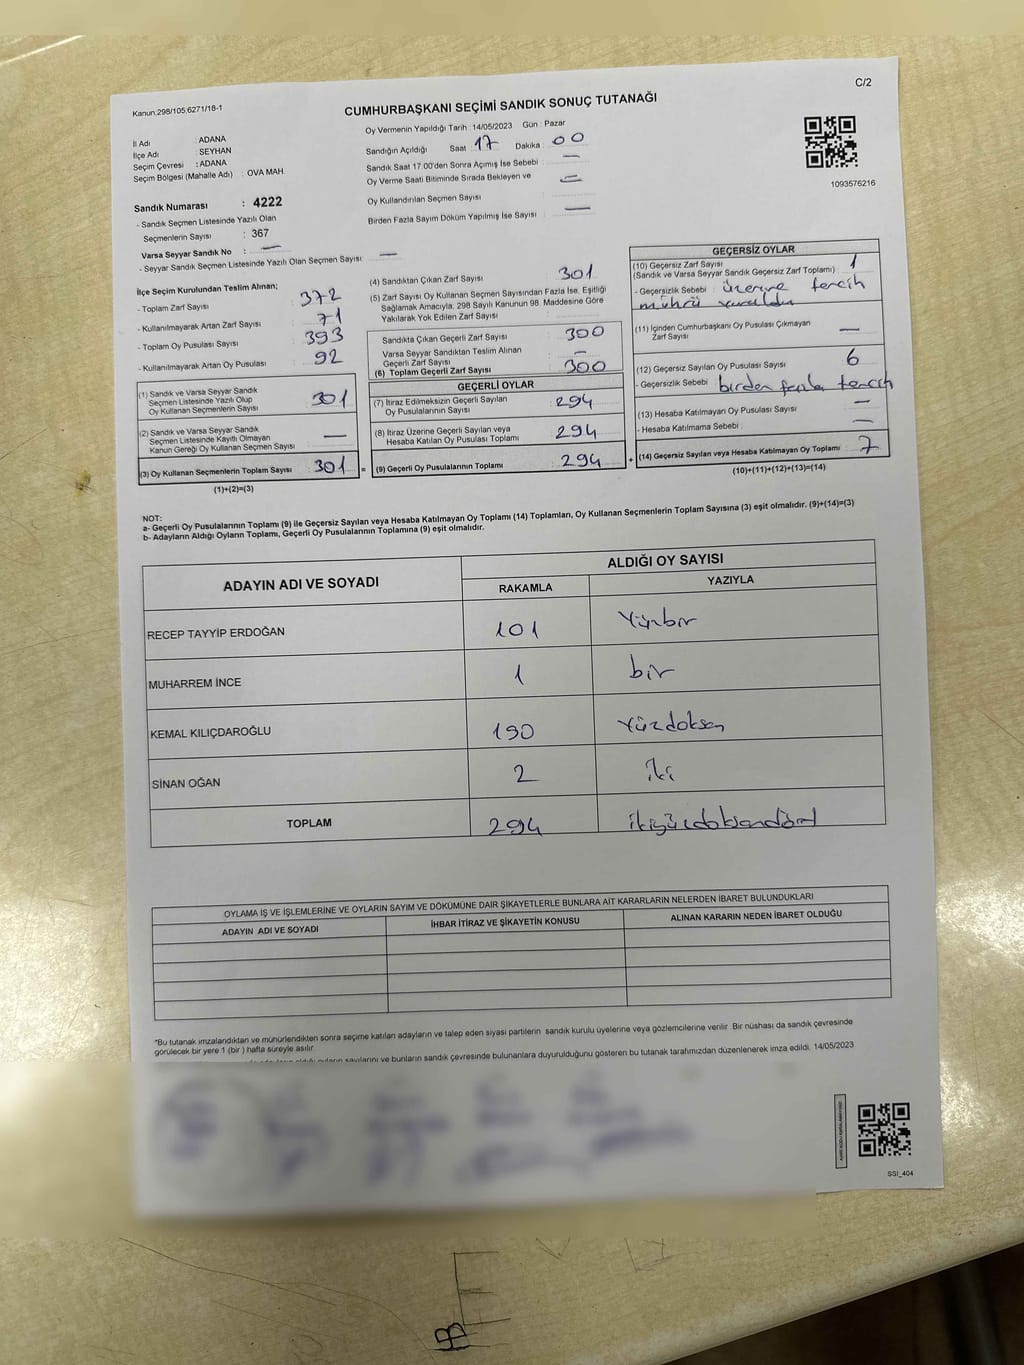 C/2
Kanun:298/105.6271/18-1
CUMHURBAŞKANI SEÇİMİ SANDIK SONUÇ TUTANAĞI
İl Adı : ADANA
İlçe Adı SEYHAN
Seçim Çevresi : ADANA
Seçim Bölgesi (Mahalle Adı) : OVA MAH
Oy Vermenin Yapıldığı Tarih : 14/05/2023 Gün : Pazar
Sandığın Açıldığı Saat 17 Dakika : 00
Sandık Saat 17.00'den Sonra Açımış İse Sebebi : —
Oy Verme Saati Bitiminde Sırada Bekleyen ve
Oy Kullandırılan Seçmen Sayısı
Birden Fazla Sayım Döküm Yapılmış İse Sayısı : —
1093576216
Sandık Numarası : 4222
- Sandık Seçmen Listesinde Yazılı Olan
Seçmenlerin Sayısı : 367
Varsa Seyyar Sandık No : —
- Seyyar Sandık Seçmen Listesinde Yazılı Olan Seçmen Sayısı: —
İlçe Seçim Kurulundan Teslim Alınan;
- Toplam Zarf Sayısı 372
- Kullanılmayarak Artan Zarf Sayısı 71
- Toplam Oy Pusulası Sayısı 393
- Kullanılmayarak Artan Oy Pusulası 92
(1) Sandık ve Varsa Seyyar Sandık
Seçmen Listesinde Yazılı Olup
Oy Kullanan Seçmenlerin Sayısı 301
(2) Sandık ve Varsa Seyyar Sandık
Seçmen Listesinde Kayıtlı Olmayan
Kanun Gereği Oy Kullanan Seçmen Sayısı —
(3) Oy Kullanan Seçmenlerin Toplam Sayısı 301 =
(1)+(2)=(3)
(4) Sandıktan Çıkan Zarf Sayısı 301
(5) Zarf Sayısı Oy Kullanan Seçmen Sayısından Fazla İse, Eşitliği
Sağlamak Amacıyla, 298 Sayılı Kanunun 98. Maddesine Göre
Yakılarak Yok Edilen Zarf Sayısı
Sandıkta Çıkan Geçerli Zarf Sayısı 300
Varsa Seyyar Sandıktan Teslim Alınan
Geçerli Zarf Sayısı —
(6) Toplam Geçerli Zarf Sayısı 300
GEÇERLİ OYLAR
(7) İtiraz Edilmeksizin Geçerli Sayılan
Oy Pusulalarının Sayısı 294
(8) İtiraz Üzerine Geçerli Sayılan veya
Hesaba Katılan Oy Pusulası Toplamı 294
(9) Geçerli Oy Pusulalarının Toplamı 294 +
GEÇERSİZ OYLAR
(10) Geçersiz Zarf Sayısı 1
(Sandık ve Varsa Seyyar Sandık Geçersiz Zarf Toplamı)
- Geçersizlik Sebebi : üzerine tercih
mührü vuruldu
(11) İçinden Cumhurbaşkanı Oy Pusulası Çıkmayan
Zarf Sayısı —
(12) Geçersiz Sayılan Oy Pusulası Sayısı 6
- Geçersizlik Sebebi : birden fazla tercih
(13) Hesaba Katılmayan Oy Pusulası Sayısı —
- Hesaba Katılmama Sebebi : —
(14) Geçersiz Sayılan veya Hesaba Katılmayan Oy Toplamı 7
(10)+(11)+(12)+(13)=(14)
NOT:
a- Geçerli Oy Pusulalarının Toplamı (9) ile Geçersiz Sayılan veya Hesaba Katılmayan Oy Toplamı (14) Toplamları, Oy Kullanan Seçmenlerin Toplam Sayısına (3) eşit olmalıdır. (9)+(14)=(3)
b- Adayların Aldığı Oyların Toplamı, Geçerli Oy Pusulalarının Toplamına (9) eşit olmalıdır.
ADAYIN ADI VE SOYADI ALDIĞI OY SAYISI
RAKAMLA YAZIYLA
RECEP TAYYİP ERDOĞAN 101 Yüzbir
MUHARREM İNCE 1 bir
KEMAL KILIÇDAROĞLU 190 Yüzdoksan
SİNAN OĞAN 2 İki
TOPLAM 294 ikiyüzdoksandört
OYLAMA İŞ VE İŞLEMLERİNE VE OYLARIN SAYIM VE DÖKÜMÜNE DAİR ŞİKAYETLERLE BUNLARA AİT KARARLARIN NELERDEN İBARET BULUNDUKLARI
ADAYIN ADI VE SOYADI İHBAR İTİRAZ VE ŞİKAYETİN KONUSU ALINAN KARARIN NEDEN İBARET OLDUĞU
*Bu tutanak imzalandıktan ve mühürlendikten sonra seçime katılan adayların ve talep eden siyasi partilerin sandık kurulu üyelerine veya gözlemcilerine verilir. Bir nüshası da sandık çevresinde
görülecek bir yere 1 (bir) hafta süreyle asılır.
sayılarını ve bunların sandık çevresinde bulunanlara duyurulduğunu gösteren bu tutanak tarafımızdan düzenlenerek imza edildi. 14/05/2023
SSI_404